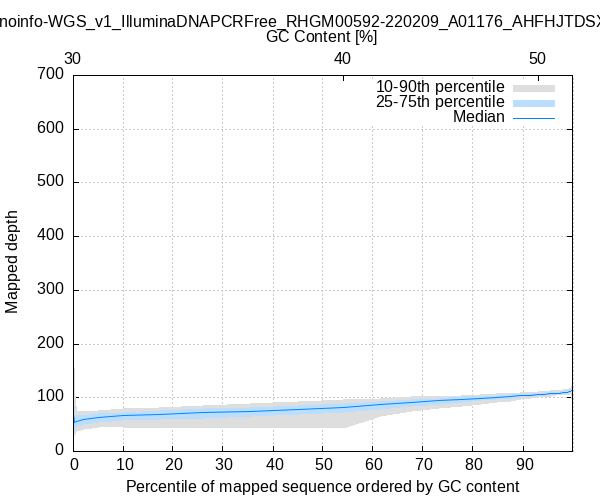 noinfo-WGS_v1_IlluminaDNAPCRFree_RHGM00592-220209_A01176_AHFHJTDSX
GC Content [%]
30 40 50
700
10-90th percentile
25-75th percentile
Median
600
500
400
300
200
100
0
Mapped depth
0 10 20 30 40 50 60 70 80 90
Percentile of mapped sequence ordered by GC content